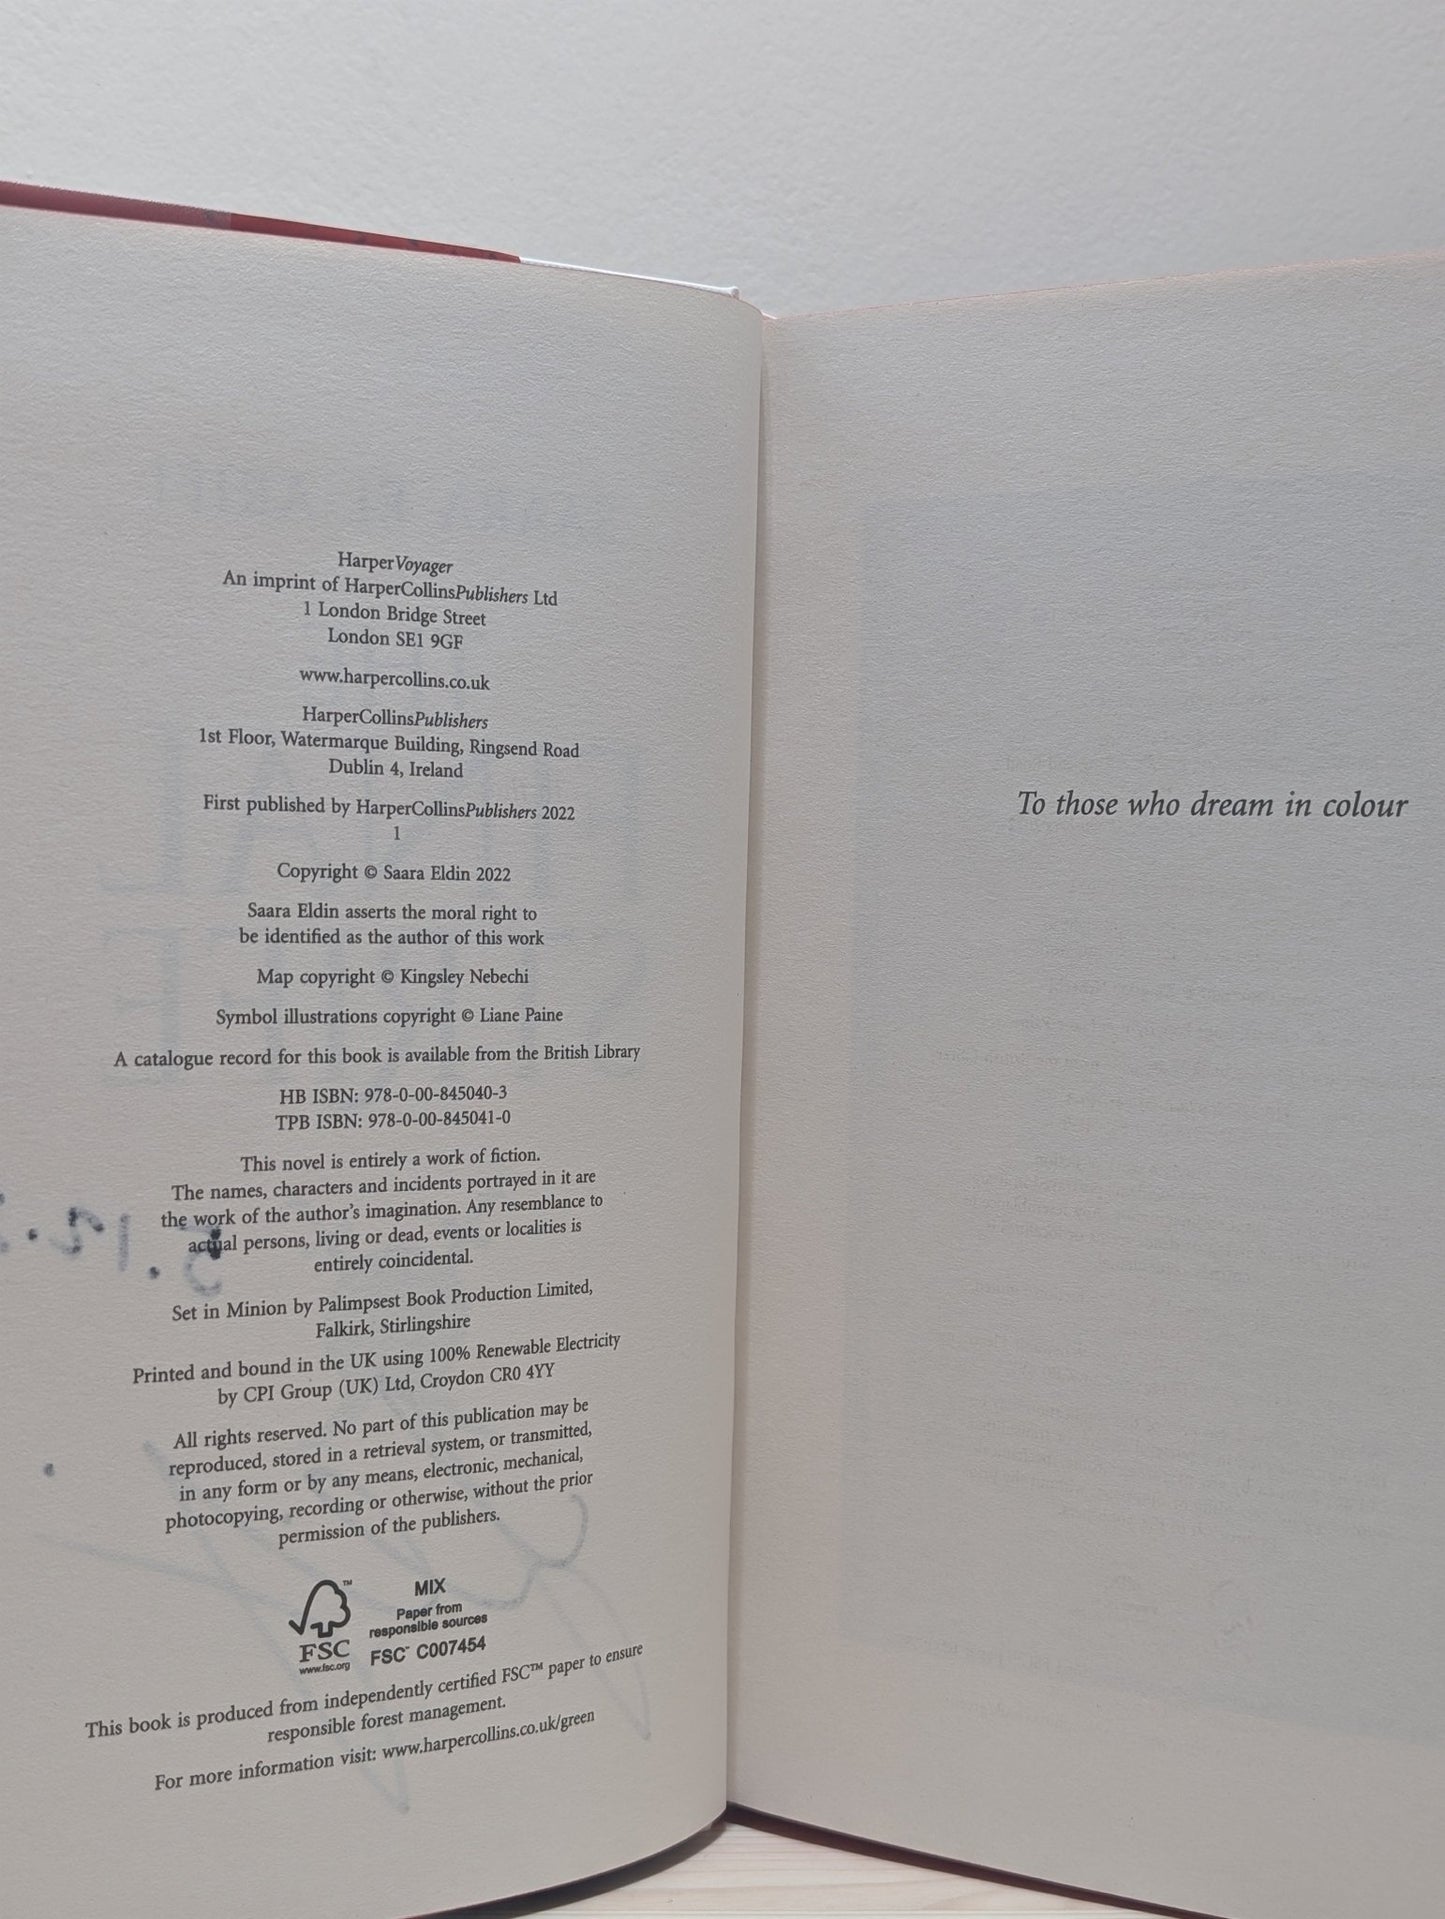 HarperVoyager
An imprint of HarperCollinsPublishers Ltd
1 London Bridge Street
London SE1 9GF
www.harpercollins.co.uk
HarperCollinsPublishers
1st Floor, Watermarque Building, Ringsend Road
Dublin 4, Ireland
First published by HarperCollinsPublishers 2022
1
Copyright © Saara Eldin 2022
Saara Eldin asserts the moral right to
be identified as the author of this work
Map copyright © Kingsley Nebechi
Symbol illustrations copyright © Liane Paine
A catalogue record for this book is available from the British Library
HB ISBN: 978-0-00-845040-3
TPB ISBN: 978-0-00-845041-0
This novel is entirely a work of fiction.
The names, characters and incidents portrayed in it are
the work of the author's imagination. Any resemblance to
actual persons, living or dead, events or localities is
entirely coincidental.
Set in Minion by Palimpsest Book Production Limited,
Falkirk, Stirlingshire
Printed and bound in the UK using 100% Renewable Electricity
by CPI Group (UK) Ltd, Croydon CR0 4YY
All rights reserved. No part of this publication may be
reproduced, stored in a retrieval system, or transmitted,
in any form or by any means, electronic, mechanical,
photocopying, recording or otherwise, without the prior
permission of the publishers.
FSC
www.fsc.org
MIX
Paper from
responsible sources
FSC™ C007454
This book is produced from independently certified FSC™ paper to ensure
responsible forest management.
For more information visit: www.harpercollins.co.uk/green
To those who dream in colour